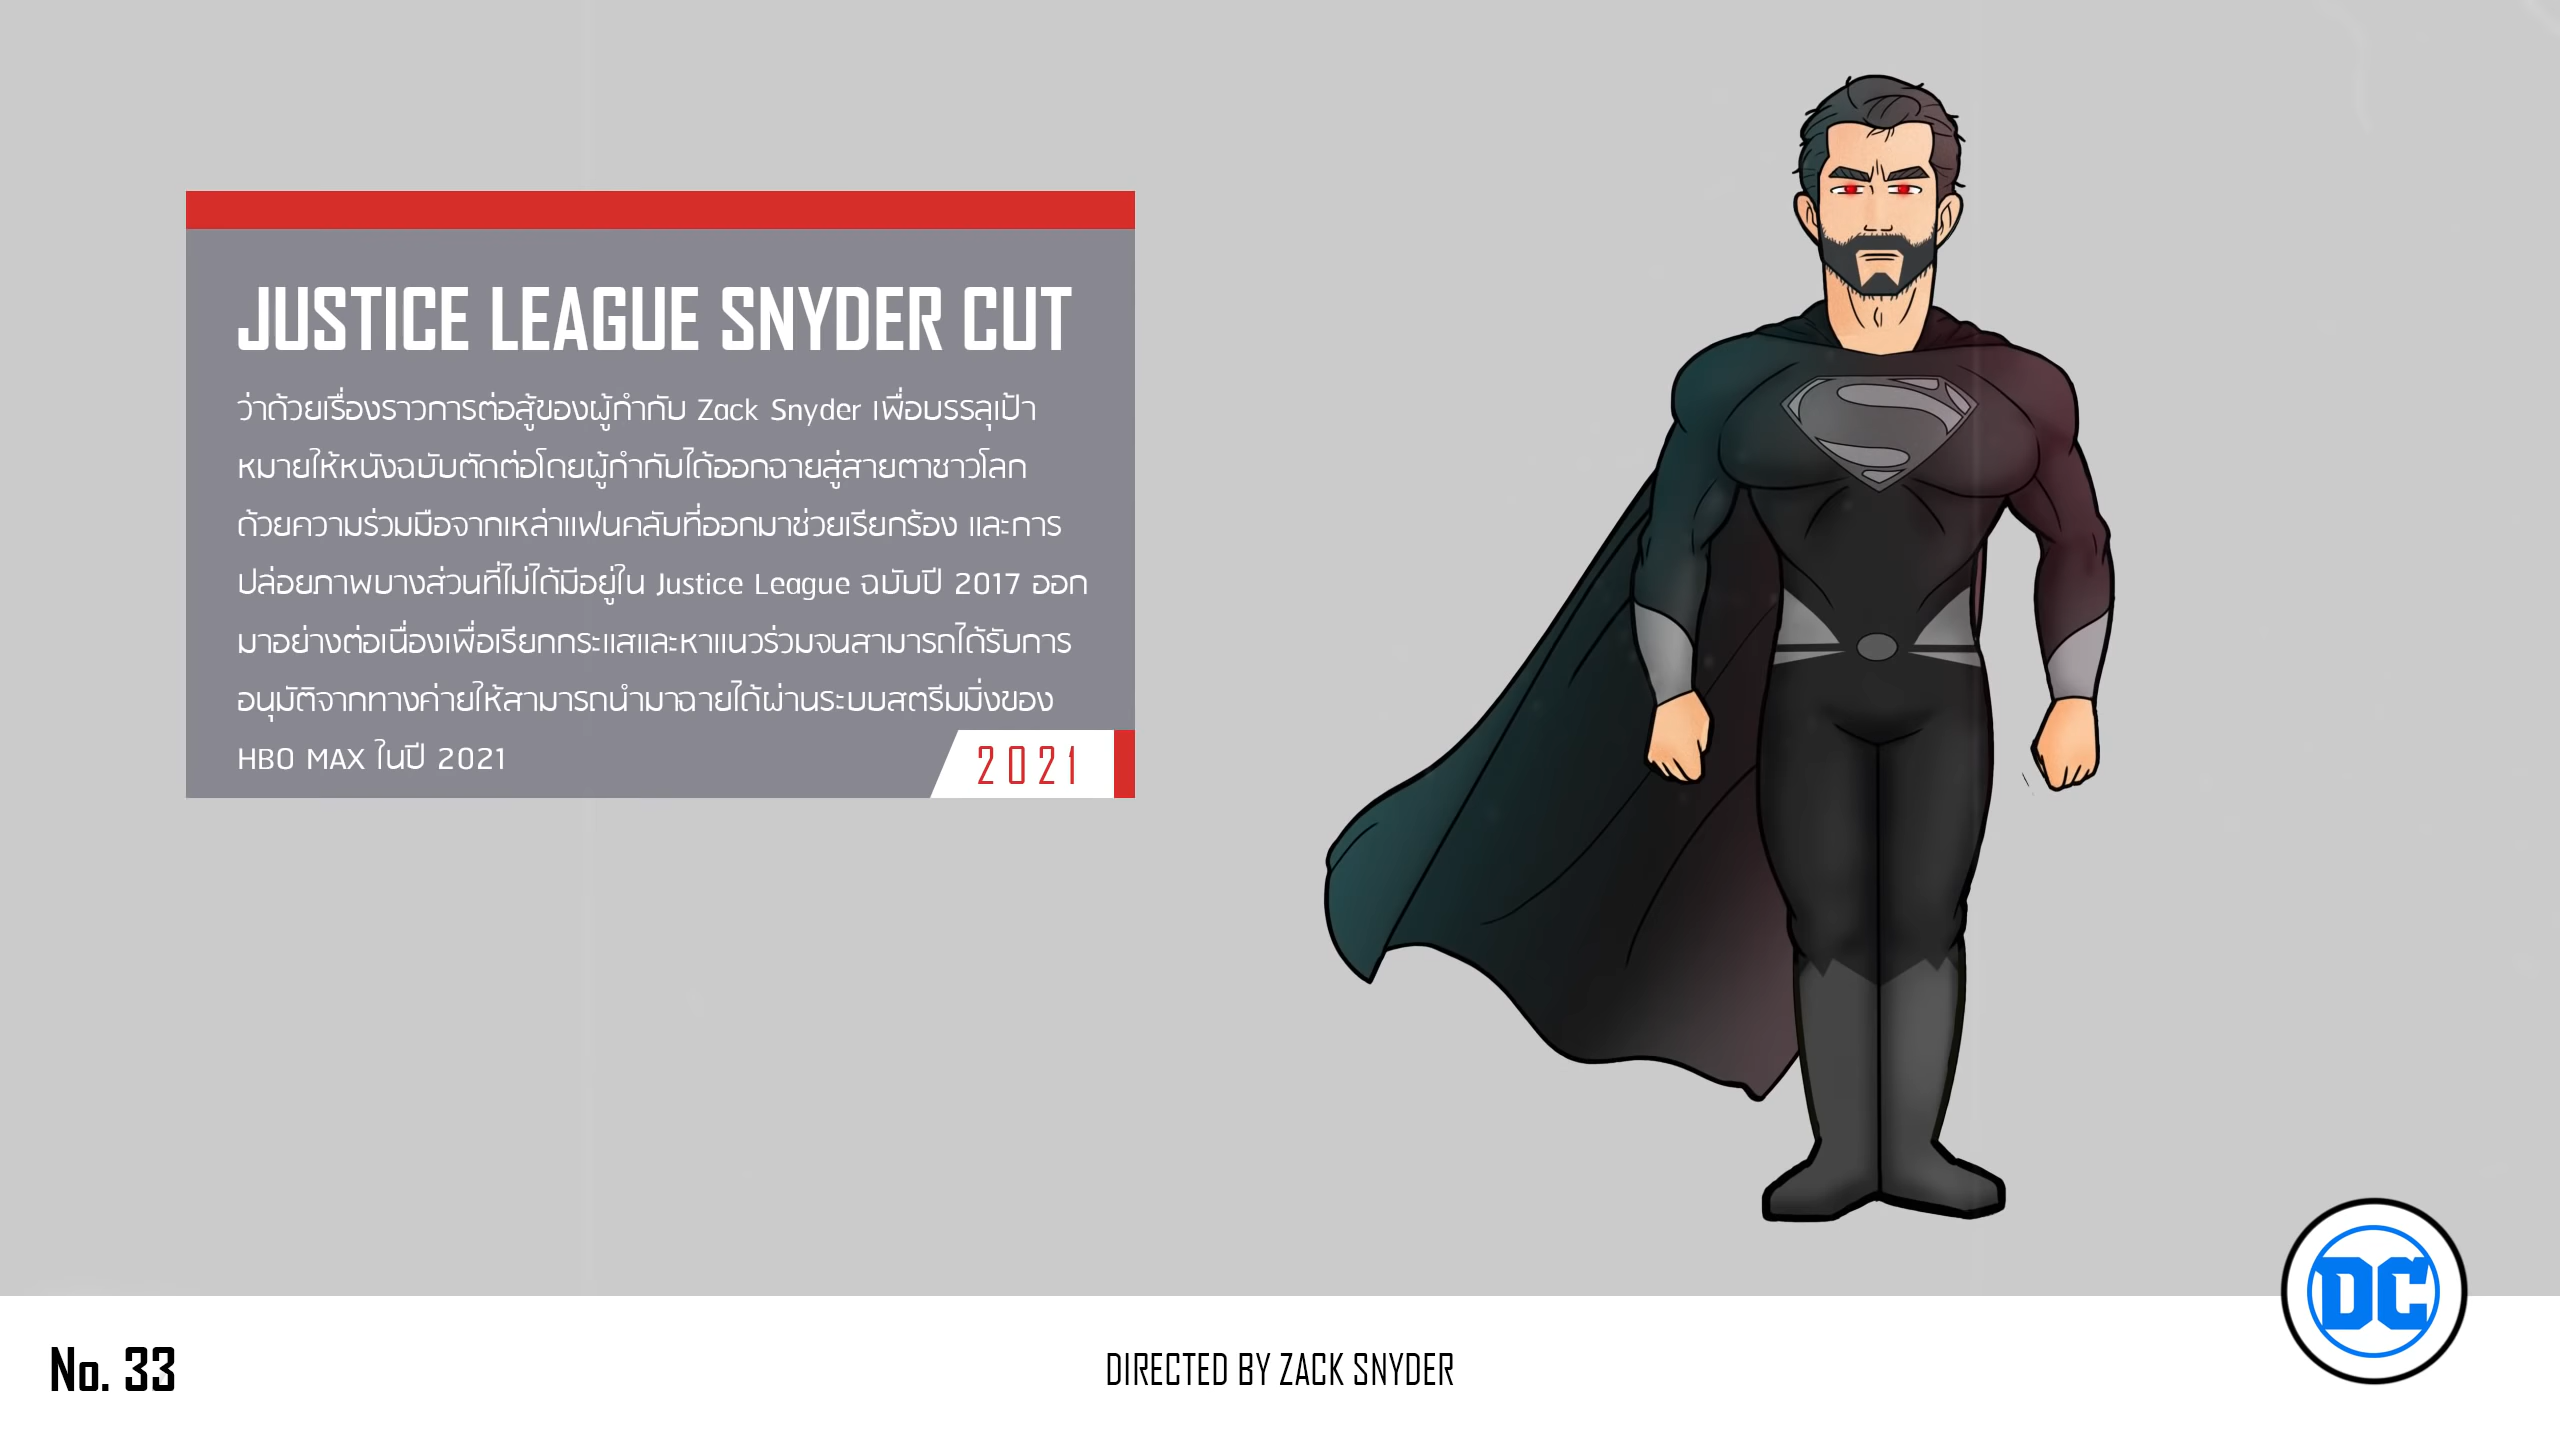 JUSTICE LEAGUE SNYDER CUT
ว่าด้วยเรื่องราวการต่อสู้ของผู้กำกับ Zack Snyder เพื่อบรรลุเป้า
หมายให้หนังฉบับตัดต่อโดยผู้กำกับได้ออกฉายสู่สายตาชาวโลก
ด้วยความร่วมมือจากเหล่าแฟนคลับที่ออกมาช่วยเรียกร้อง และการ
ปล่อยภาพบางส่วนที่ไม่ได้มีอยู่ใน Justice League ฉบับปี 2017 ออก
มาอย่างต่อเนื่องเพื่อเรียกกระแสและหาแนวร่วมจนสามารถได้รับการ
อนุมัติจากทางค่ายให้สามารถนำมาฉายได้ผ่านระบบสตรีมมิ่งของ
HBO MAX ในปี 2021
2021
No. 33
DIRECTED BY ZACK SNYDER
DC